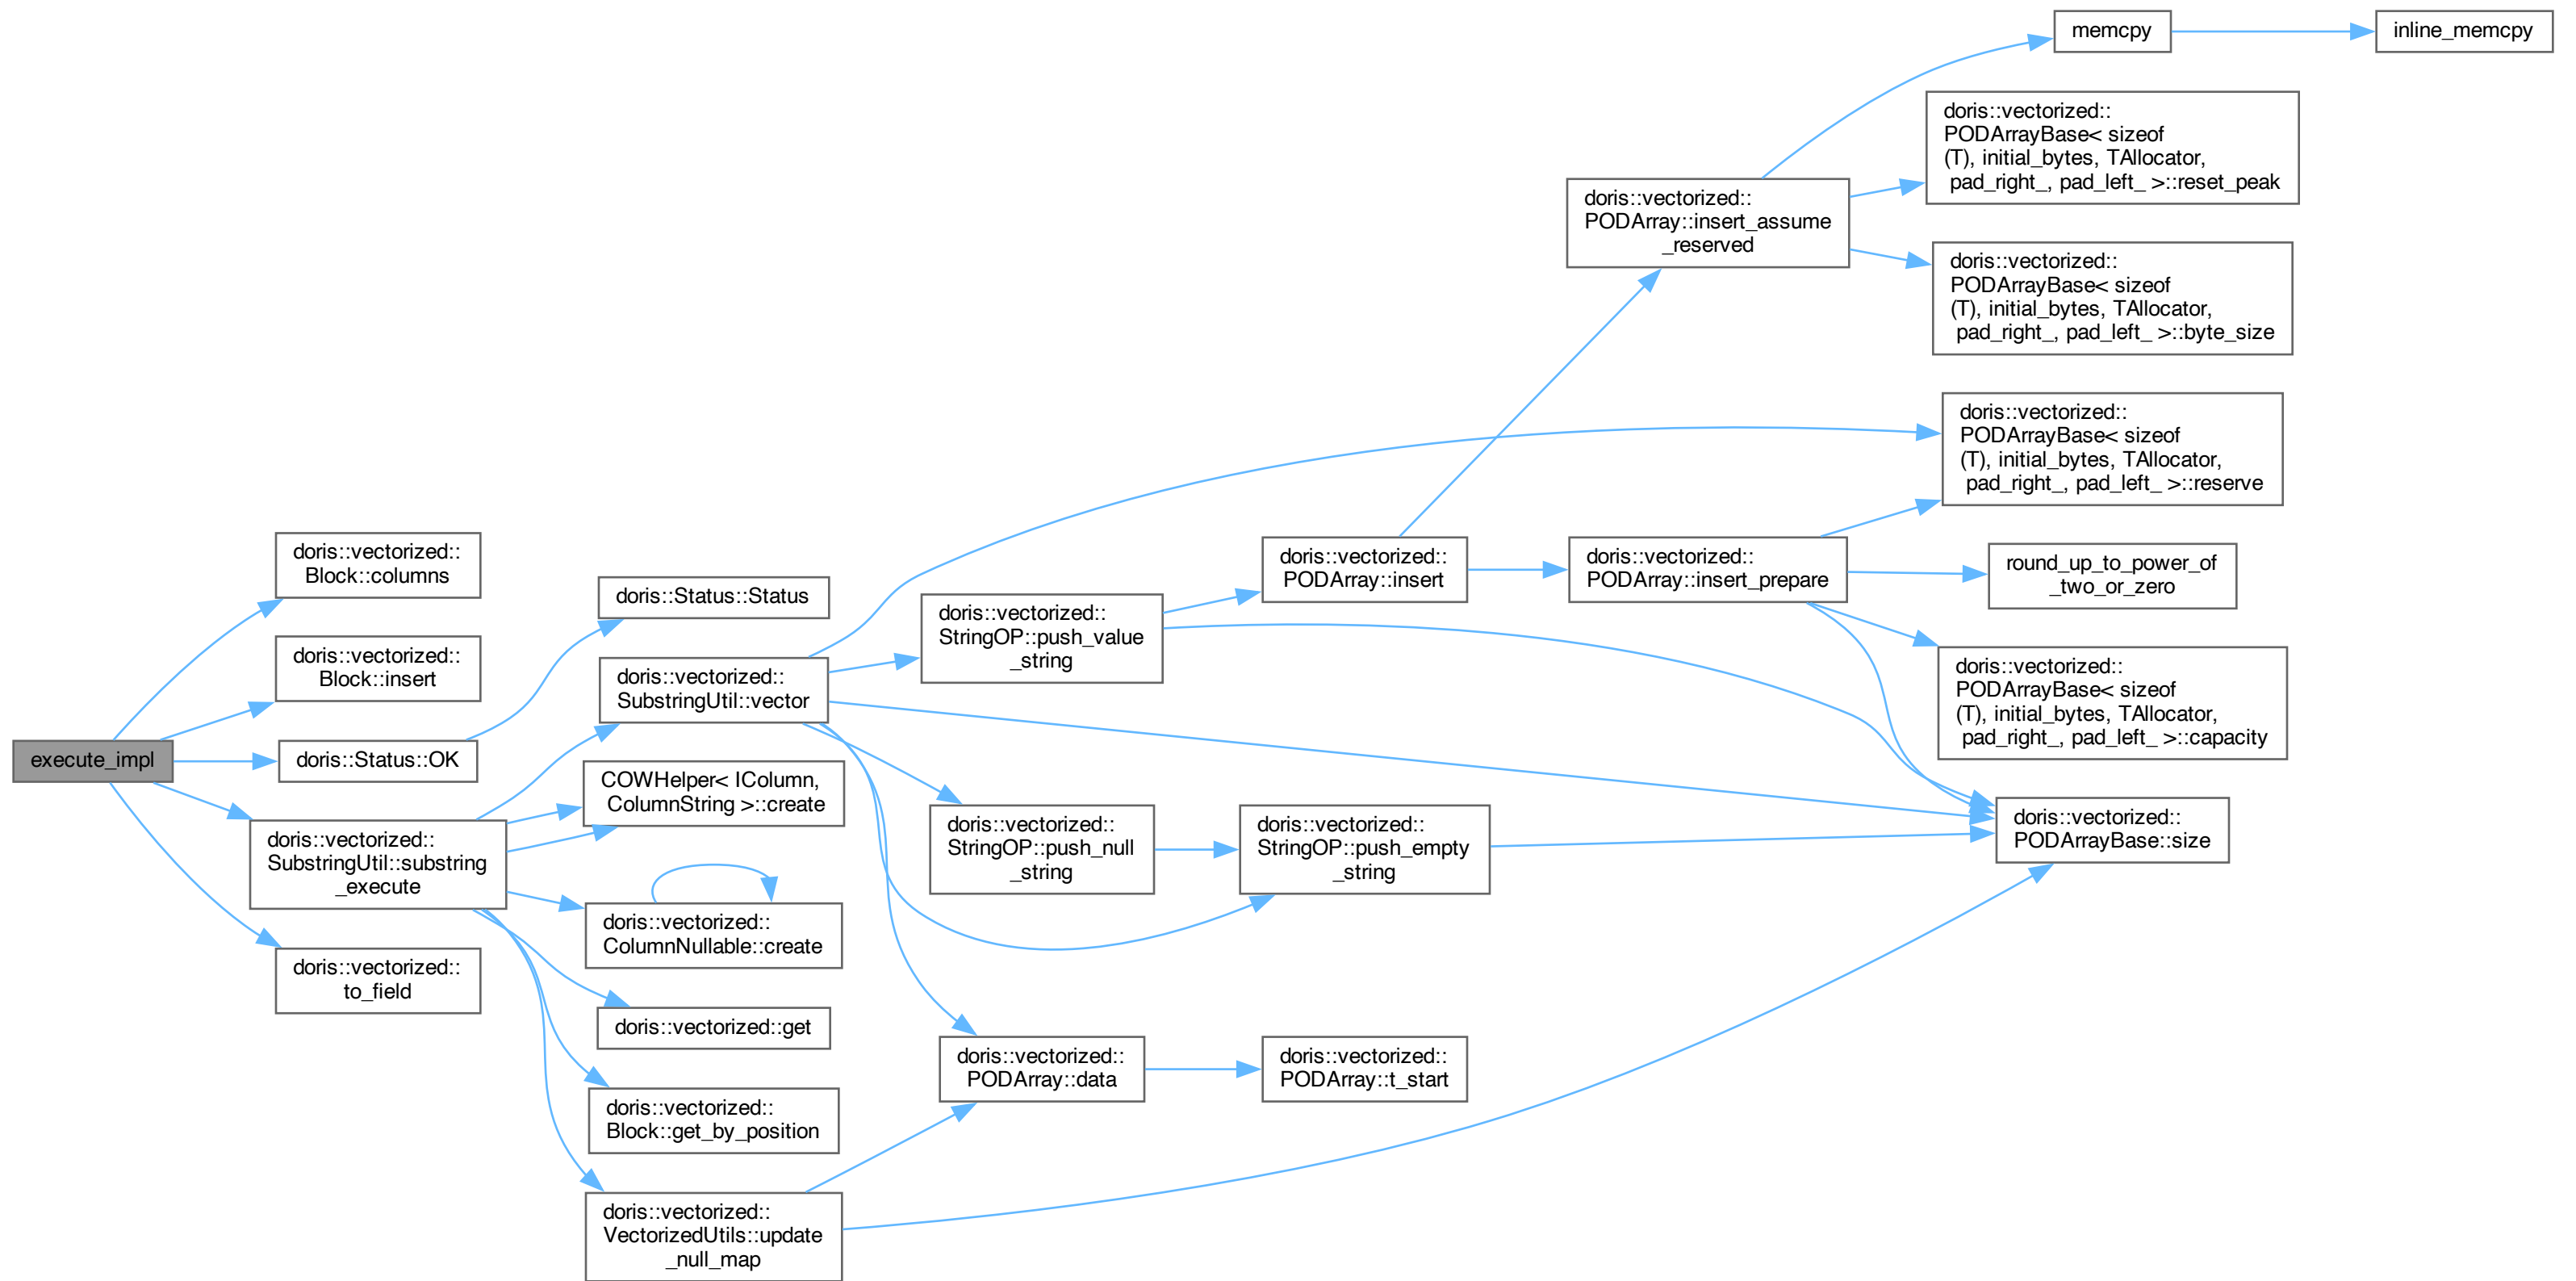 execute_impl
doris::vectorized::
Block::columns
doris::vectorized::
Block::insert
doris::Status::OK
doris::vectorized::
SubstringUtil::substring
_execute
doris::vectorized::
to_field
doris::Status::Status
doris::vectorized::
SubstringUtil::vector
COWHelper< IColumn,
ColumnString >::create
doris::vectorized::
ColumnNullable::create
doris::vectorized::get
doris::vectorized::
Block::get_by_position
doris::vectorized::
VectorizedUtils::update
_null_map
doris::vectorized::
StringOP::push_value
_string
doris::vectorized::
StringOP::push_null
_string
doris::vectorized::
PODArray::data
doris::vectorized::
PODArray::insert
doris::vectorized::
StringOP::push_empty
_string
doris::vectorized::
PODArray::t_start
doris::vectorized::
PODArray::insert_assume
_reserved
doris::vectorized::
PODArray::insert_prepare
memcpy
inline_memcpy
doris::vectorized::
PODArrayBase< sizeof
(T), initial_bytes, TAllocator,
pad_right_, pad_left_ >::reset_peak
doris::vectorized::
PODArrayBase< sizeof
(T), initial_bytes, TAllocator,
pad_right_, pad_left_ >::byte_size
doris::vectorized::
PODArrayBase< sizeof
(T), initial_bytes, TAllocator,
pad_right_, pad_left_ >::reserve
round_up_to_power_of
_two_or_zero
doris::vectorized::
PODArrayBase< sizeof
(T), initial_bytes, TAllocator,
pad_right_, pad_left_ >::capacity
doris::vectorized::
PODArrayBase::size